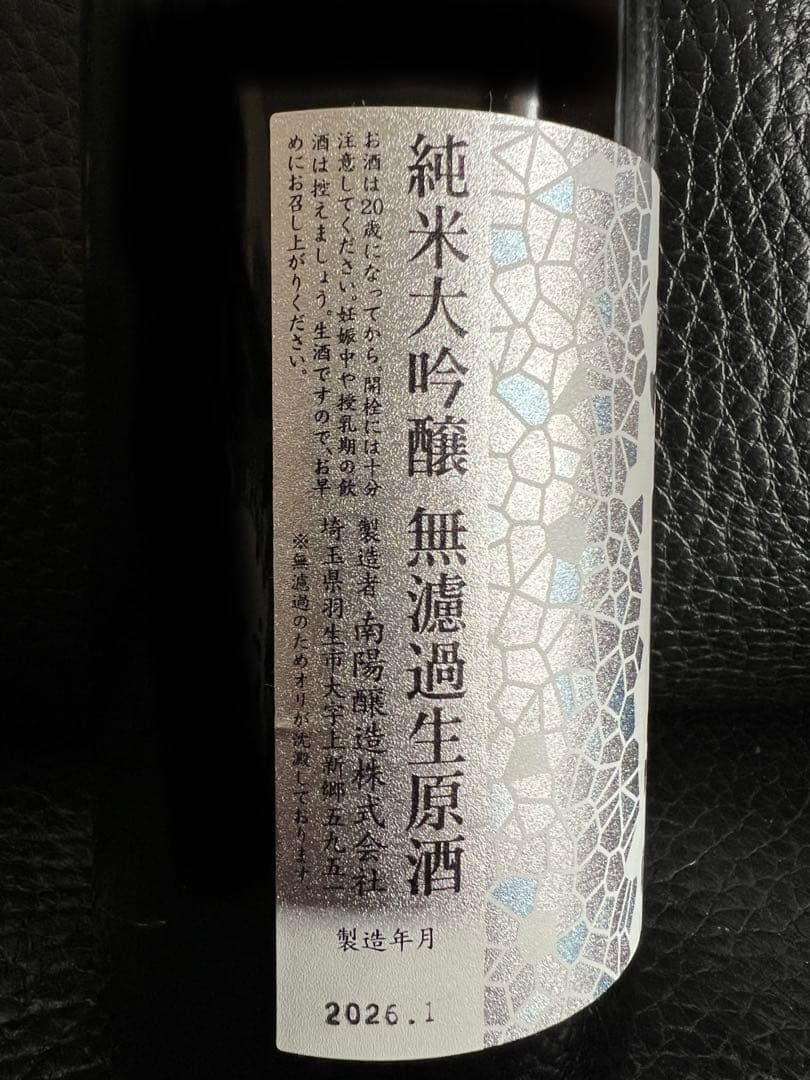 純米大吟醸 無濾過生原酒
お酒は20歳になってから。開栓には十分
注意してください。妊娠中や授乳期の飲
酒は控えましょう。生酒ですので、お早
めにお召し上がりください。
製造者 南陽醸造株式会社
埼玉県羽生市大字上新郷五九五一
※無濾過のためオリが沈澱しております
製造年月
2026.1